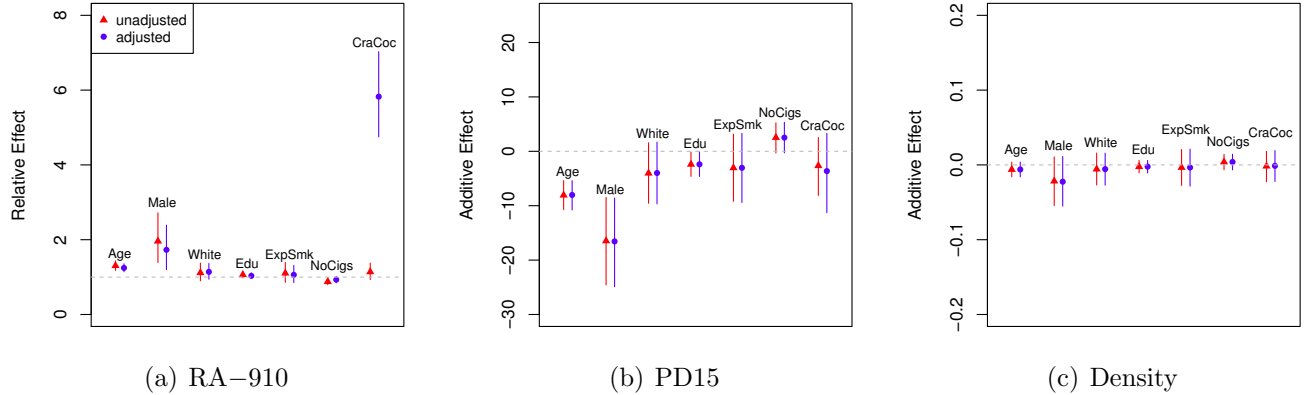 8
6
4
2
0
Relative Effect
unadjusted
adjusted
CraCoc
Male
Age
White
Edu
ExpSmk
NoCigs
(a) RA−910
20
10
0
−10
−20
−30
Additive Effect
Age
Male
White
Edu
ExpSmk
NoCigs
CraCoc
(b) PD15
0.2
0.1
0.0
−0.1
−0.2
Additive Effect
Age
Male
White
Edu
ExpSmk
NoCigs
CraCoc
(c) Density